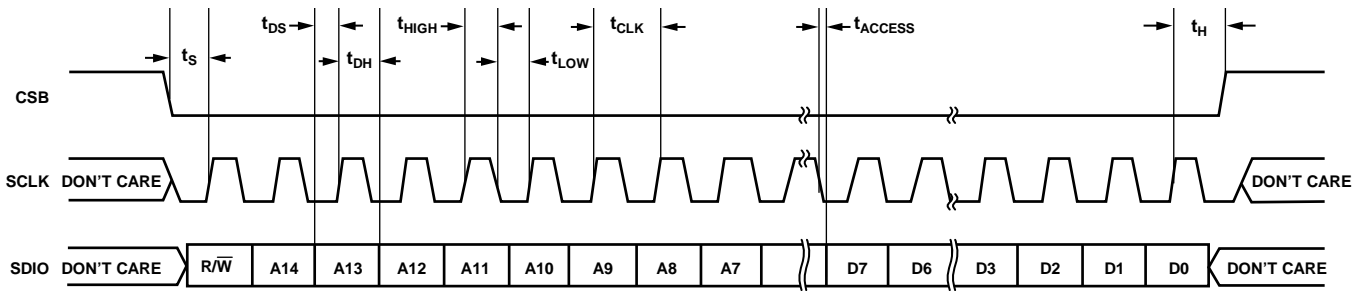 tDS tHIGH tCLK tACCESS tH
tS tDH tLOW
CSB
SCLK DON'T CARE DON'T CARE
SDIO DON'T CARE R/W̅ A14 A13 A12 A11 A10 A9 A8 A7 D7 D6 D3 D2 D1 D0 DON'T CARE